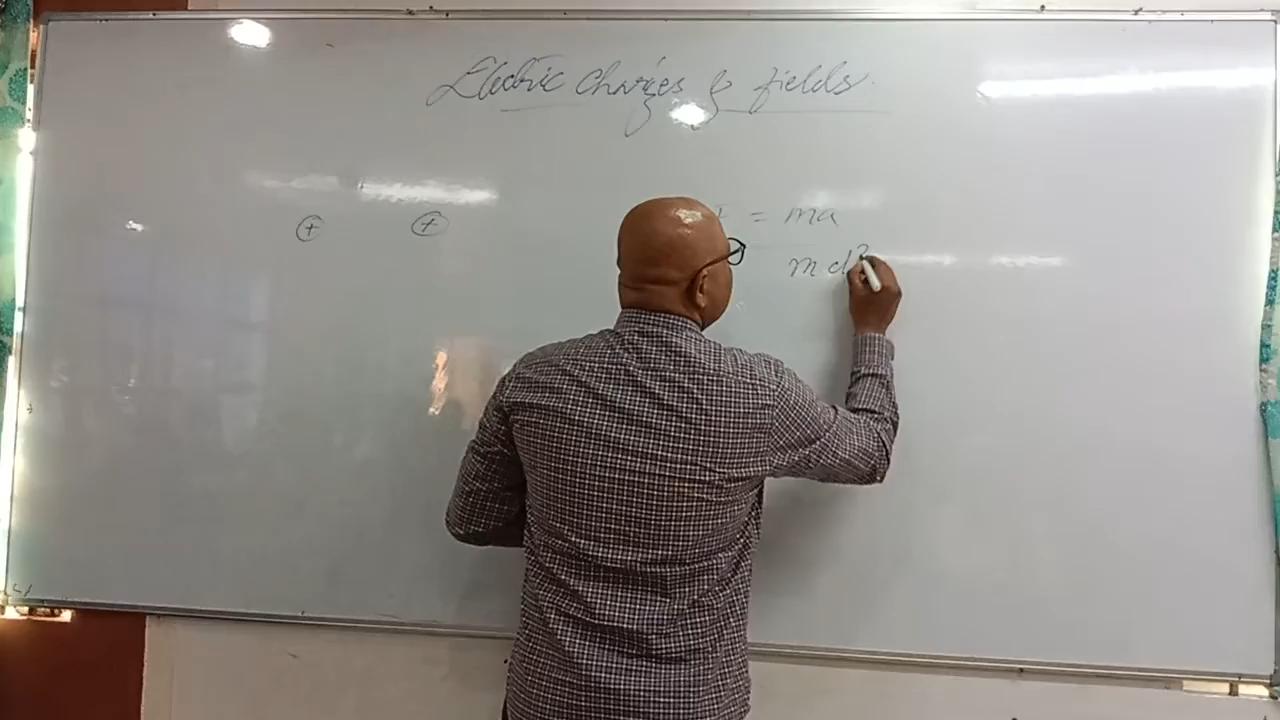 Electric Charges & fields
+ +
= ma
m d²